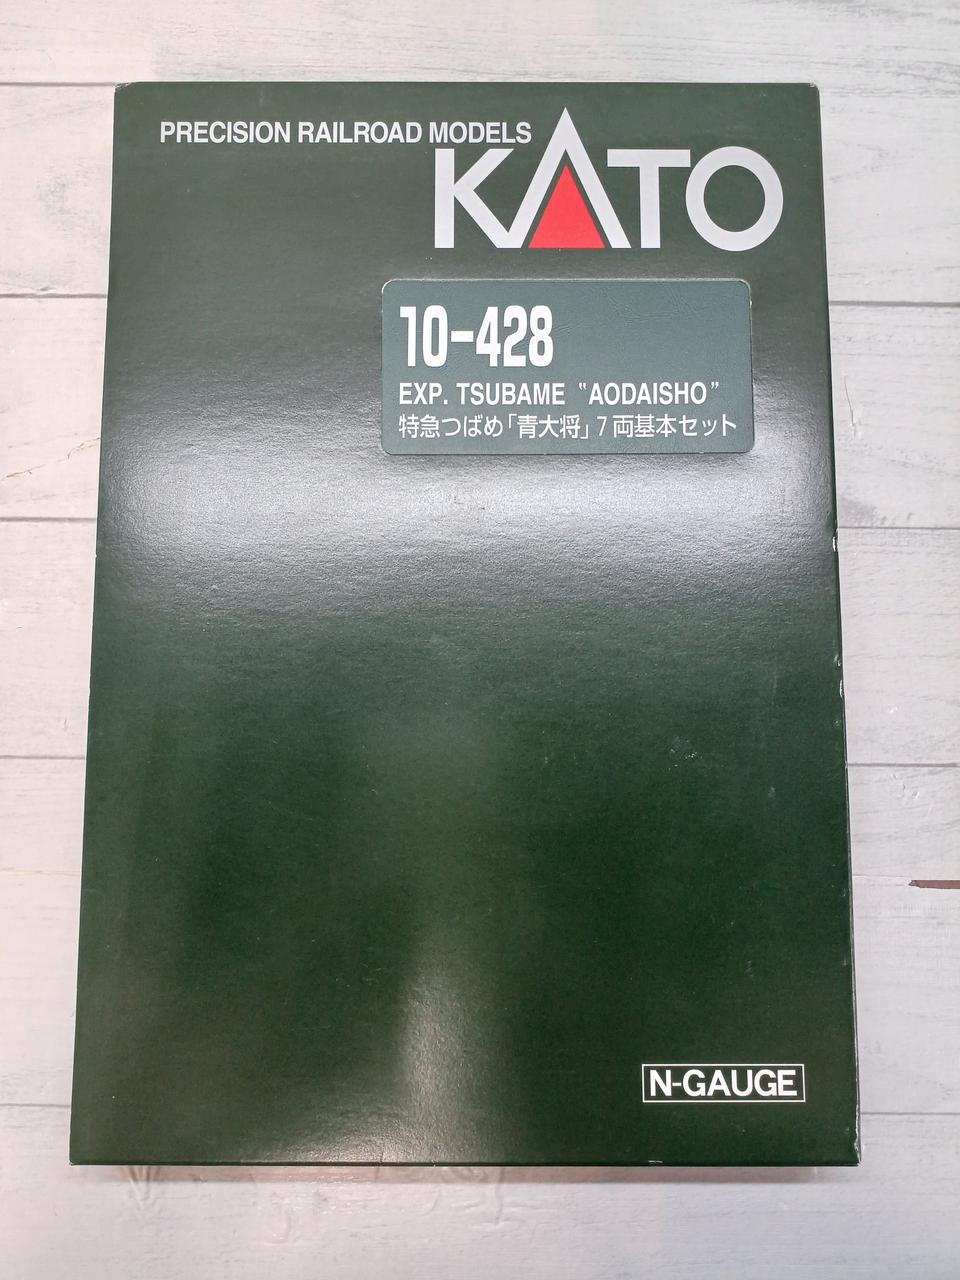 PRECISION RAILROAD MODELS
KATO
10-428
EXP. TSUBAME “AODAISHO”
特急つばめ「青大将」7両基本セット
N-GAUGE